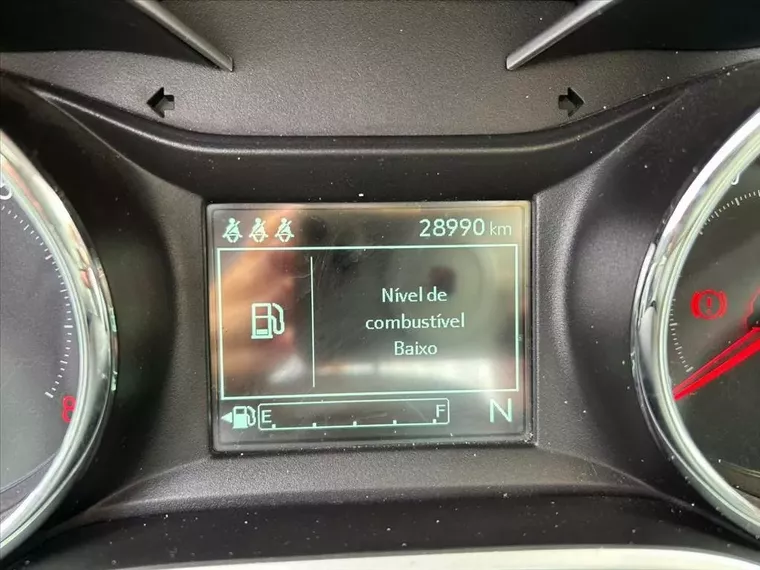 28990 km
Nível de
combustível
Baixo
E F N